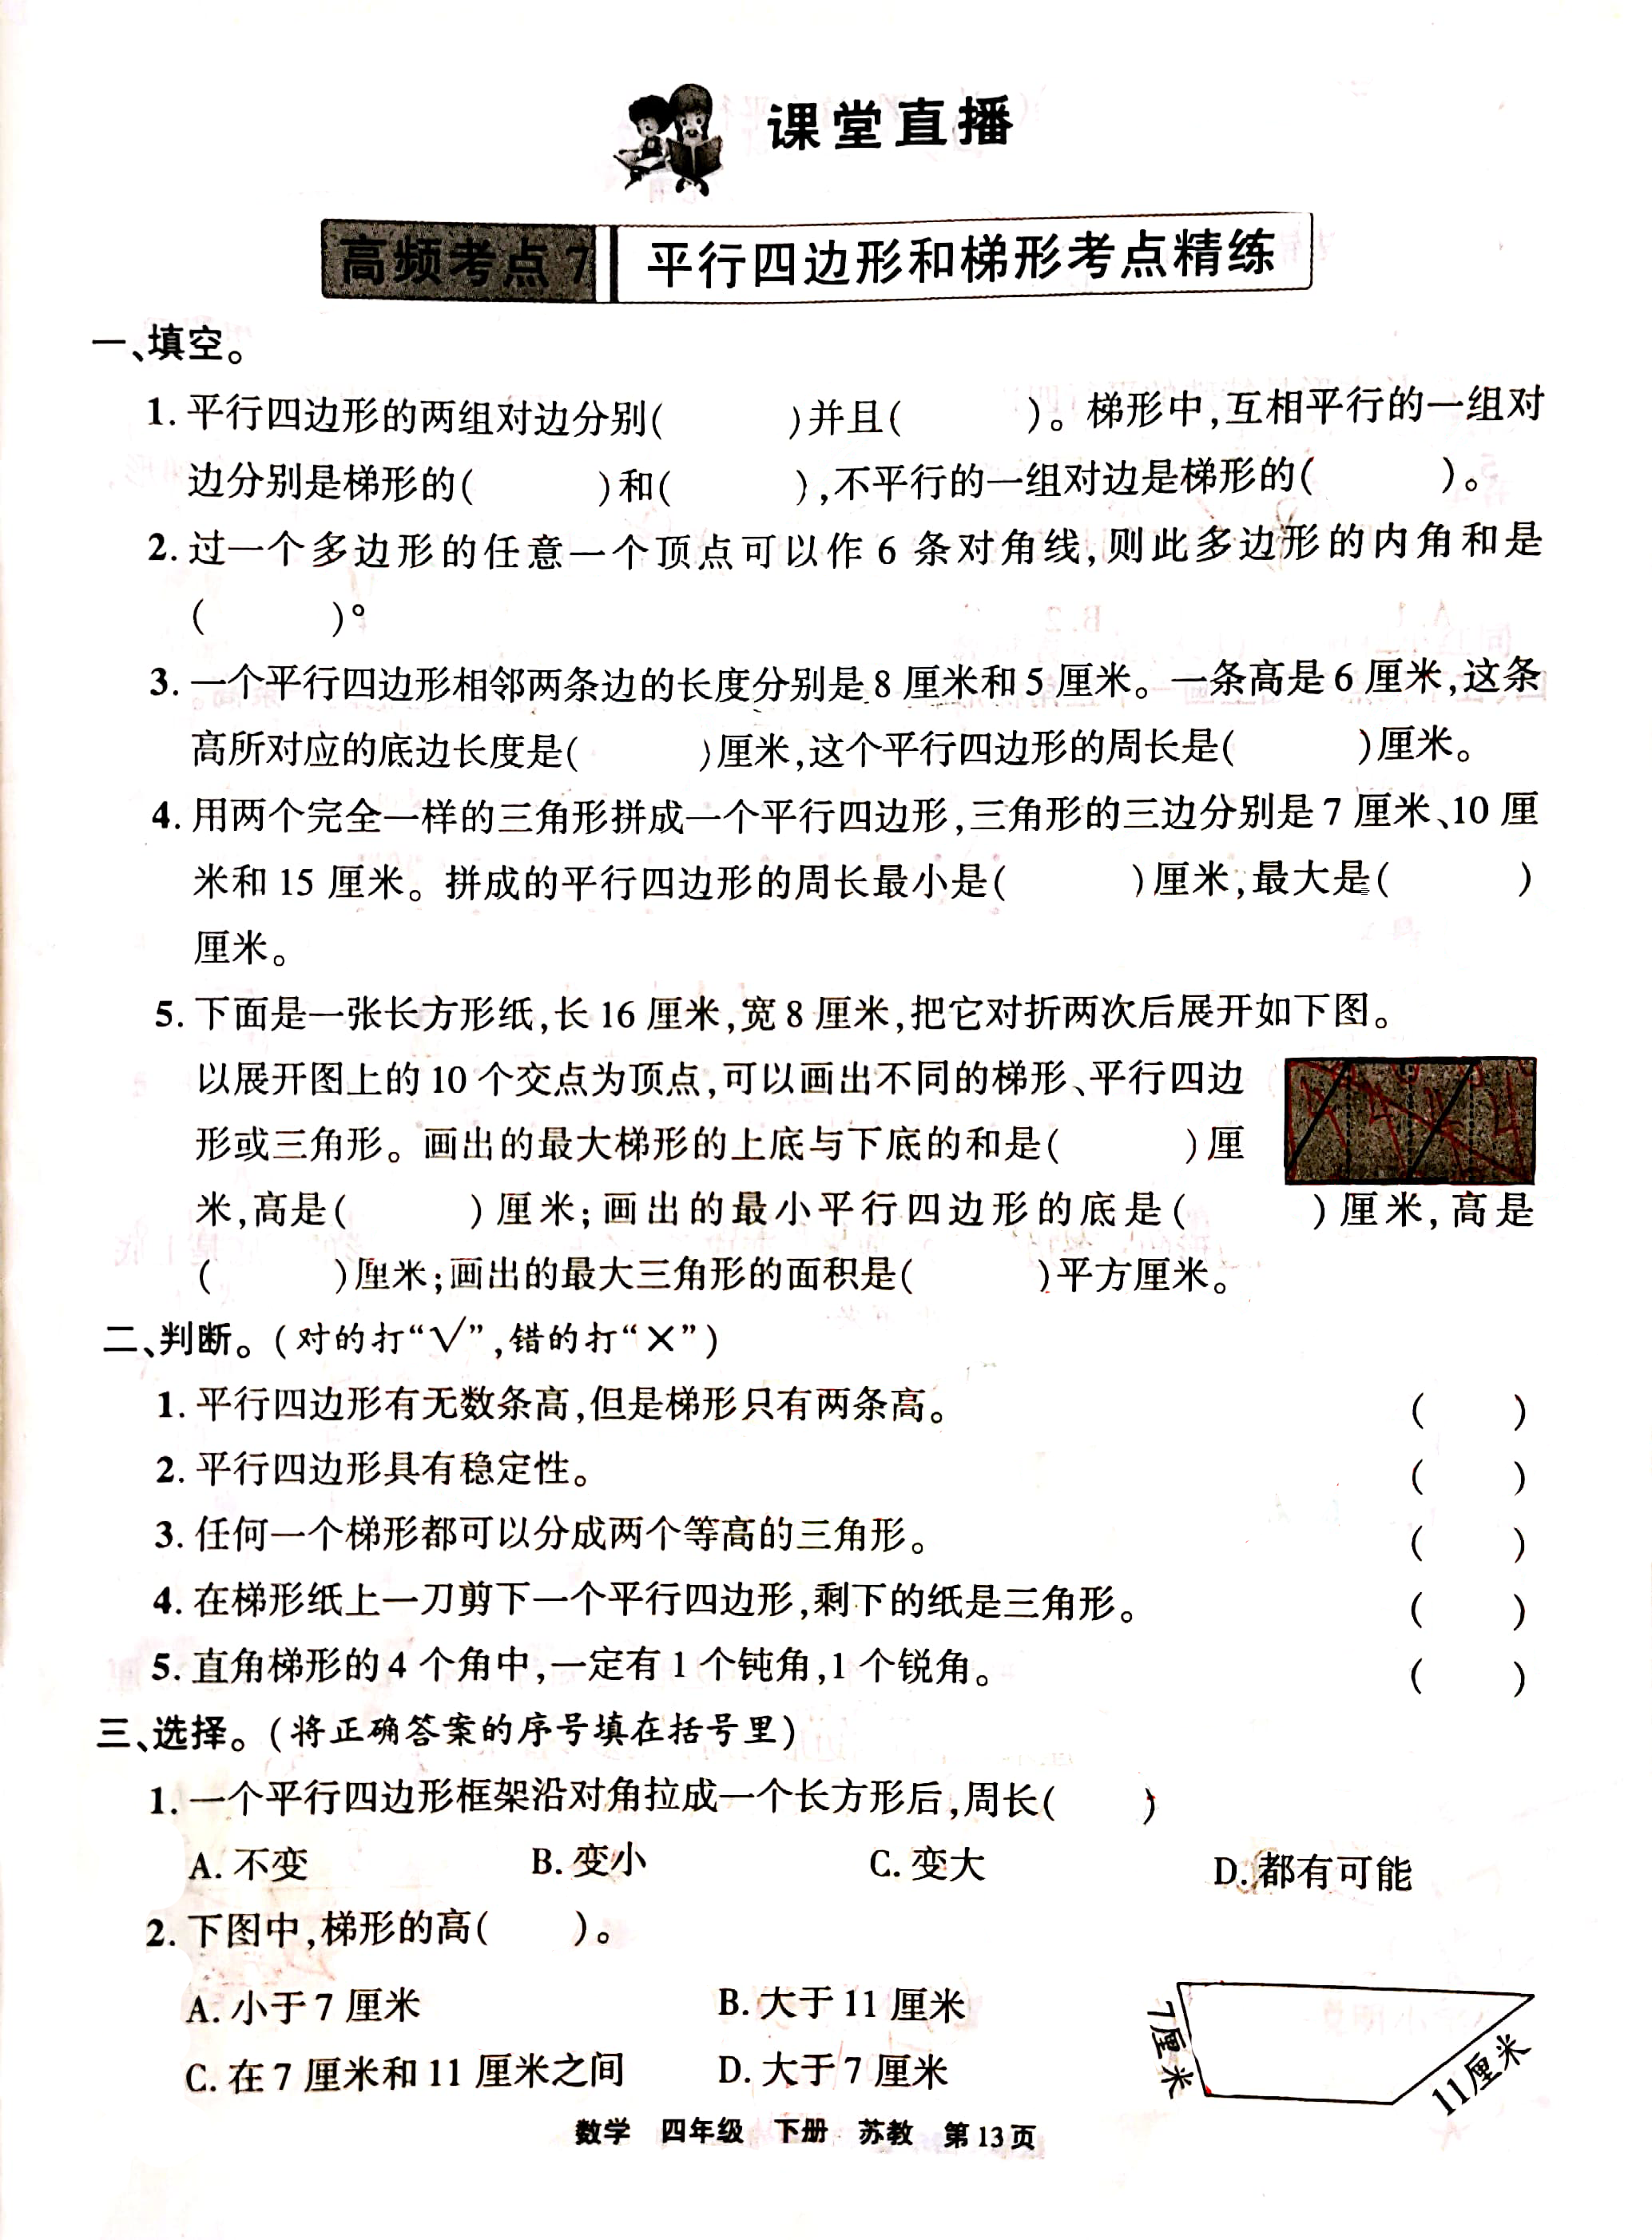 课堂直播
高频考点7 平行四边形和梯形考点精练
一、填空。
1. 平行四边形的两组对边分别( )并且( )。梯形中,互相平行的一组对
边分别是梯形的( )和( ),不平行的一组对边是梯形的( )。
2. 过一个多边形的任意一个顶点可以作 6 条对角线,则此多边形的内角和是
( )°
3. 一个平行四边形相邻两条边的长度分别是 8 厘米和 5 厘米。一条高是 6 厘米,这条
高所对应的底边长度是( )厘米,这个平行四边形的周长是( )厘米。
4. 用两个完全一样的三角形拼成一个平行四边形,三角形的三边分别是 7 厘米、10 厘
米和 15 厘米。拼成的平行四边形的周长最小是( )厘米,最大是( )
厘米。
5. 下面是一张长方形纸,长 16 厘米,宽 8 厘米,把它对折两次后展开如下图。
以展开图上的 10 个交点为顶点,可以画出不同的梯形、平行四边
形或三角形。画出的最大梯形的上底与下底的和是( )厘
米,高是( )厘米;画出的最小平行四边形的底是( )厘米,高是
( )厘米;画出的最大三角形的面积是( )平方厘米。
二、判断。(对的打“√”,错的打“×”)
1. 平行四边形有无数条高,但是梯形只有两条高。 ( )
2. 平行四边形具有稳定性。 ( )
3. 任何一个梯形都可以分成两个等高的三角形。 ( )
4. 在梯形纸上一刀剪下一个平行四边形,剩下的纸是三角形。 ( )
5. 直角梯形的 4 个角中,一定有 1 个钝角,1 个锐角。 ( )
三、选择。(将正确答案的序号填在括号里)
1. 一个平行四边形框架沿对角拉成一个长方形后,周长( )
A. 不变 B. 变小 C. 变大 D. 都有可能
2. 下图中,梯形的高( )。
A. 小于 7 厘米 B. 大于 11 厘米
C. 在 7 厘米和 11 厘米之间 D. 大于 7 厘米
7厘米
11厘米
数学 四年级 下册 苏教 第13页